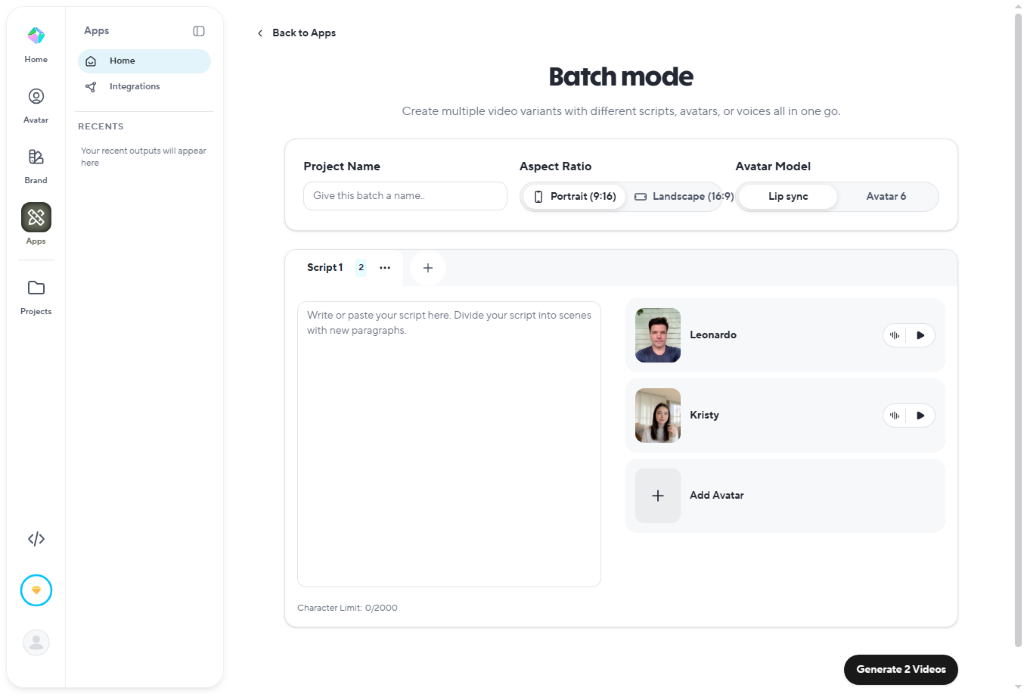 Home
Avatar
Brand
Apps
Projects
Apps
Home
Integrations
RECENTS
Your recent outputs will appear
here
Back to Apps
Batch mode
Create multiple video variants with different scripts, avatars, or voices all in one go.
Project Name
Give this batch a name..
Aspect Ratio
Portrait (9:16)
Landscape (16:9)
Avatar Model
Lip sync
Avatar 6
Script 1 2
Write or paste your script here. Divide your script into scenes
with new paragraphs.
Character Limit: 0/2000
Leonardo
Kristy
Add Avatar
Generate 2 Videos